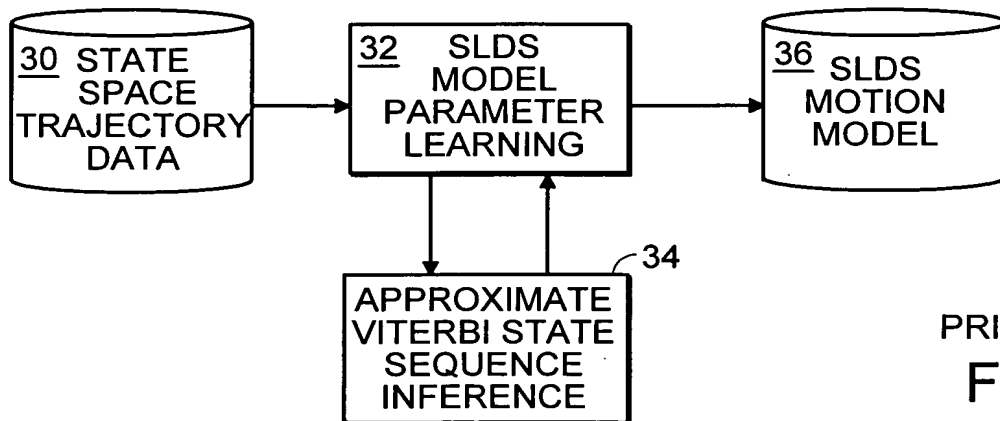 30 STATE
SPACE
TRAJECTORY
DATA
32 SLDS
MODEL
PARAMETER
LEARNING
36 SLDS
MOTION
MODEL
34
APPROXIMATE
VITERBI STATE
SEQUENCE
INFERENCE